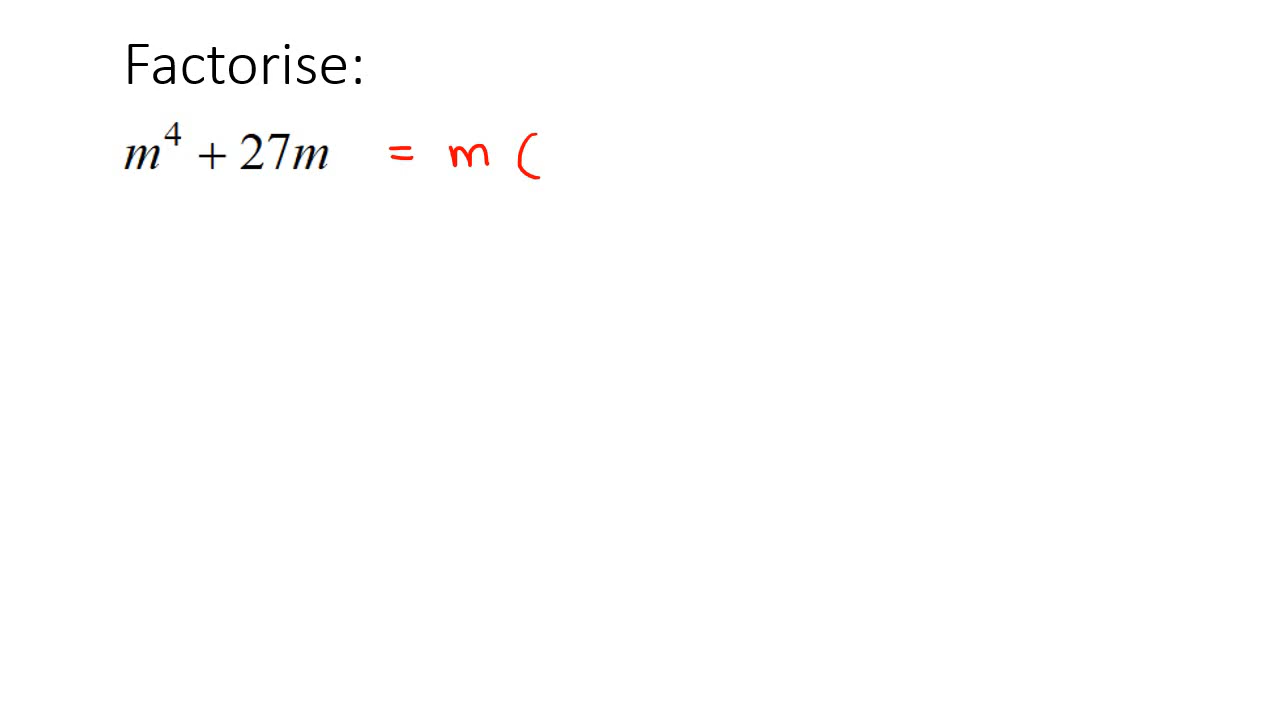 Factorise:
m⁴ + 27m = m (